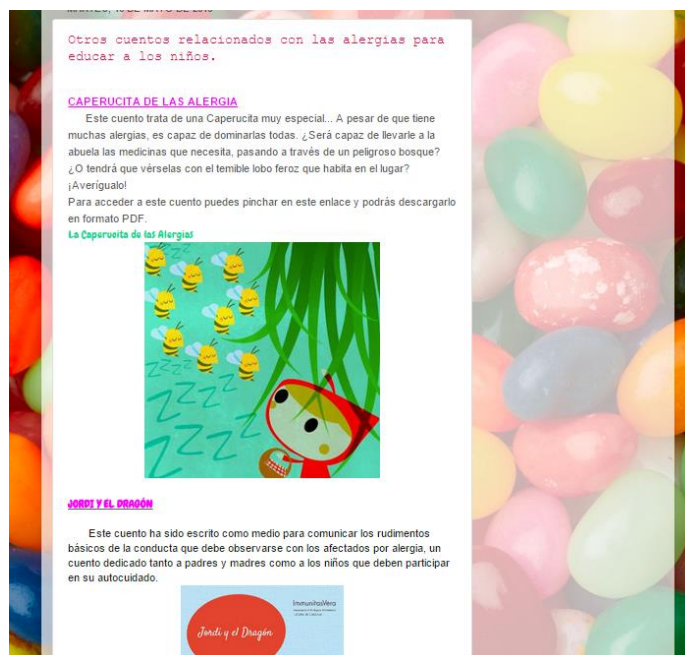 Otros cuentos relacionados con las alergias para
educar a los niños.
CAPERUCITA DE LAS ALERGIA
Este cuento trata de una Caperucita muy especial... A pesar de que tiene
muchas alergias, es capaz de dominarlas todas. ¿Será capaz de llevarle a la
abuela las medicinas que necesita, pasando a través de un peligroso bosque?
¿O tendrá que vérselas con el temible lobo feroz que habita en el lugar?
¡Averígualo!
Para acceder a este cuento puedes pinchar en este enlace y podrás descargarlo
en formato PDF.
La Caperucita de las Alergias
ZZZ
ZZZZ
ZZZZ
ZZZZ
JORDI Y EL DRAGÓN
Este cuento ha sido escrito como medio para comunicar los rudimentos
básicos de la conducta que debe observarse con los afectados por alergia, un
cuento dedicado tanto a padres y madres como a los niños que deben participar
en su autocuidado.
ImmunitasVera
Jordi y el Dragón